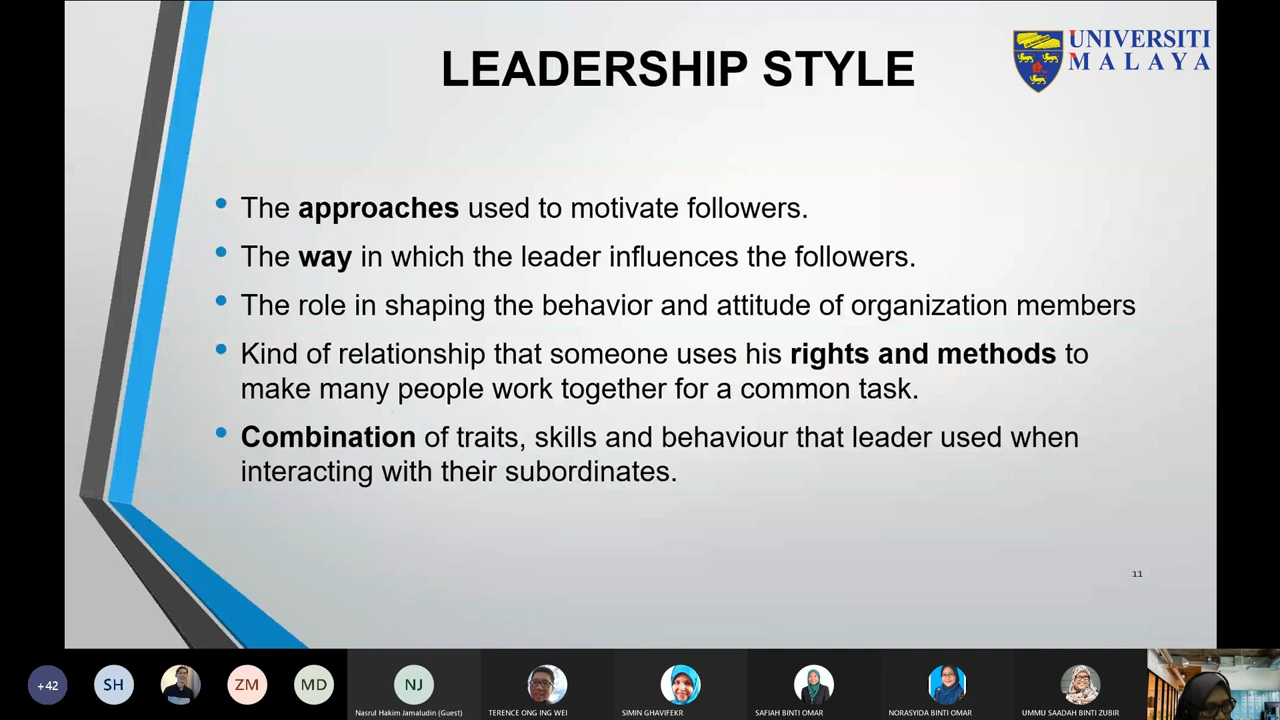 LEADERSHIP STYLE
UNIVERSITI
MALAYA
The approaches used to motivate followers.
The way in which the leader influences the followers.
The role in shaping the behavior and attitude of organization members
Kind of relationship that someone uses his rights and methods to
make many people work together for a common task.
Combination of traits, skills and behaviour that leader used when
interacting with their subordinates.
11
+42
SH
ZM
MD
NJ
Nasrul Hakim Jamaludin (Guest)
TERENCE ONG ING WEI
SIMIN GHAVIFEKR
SAFIAH BINTI OMAR
NORASYIDA BINTI OMAR
UMMU SAADAH BINTI ZUBIR